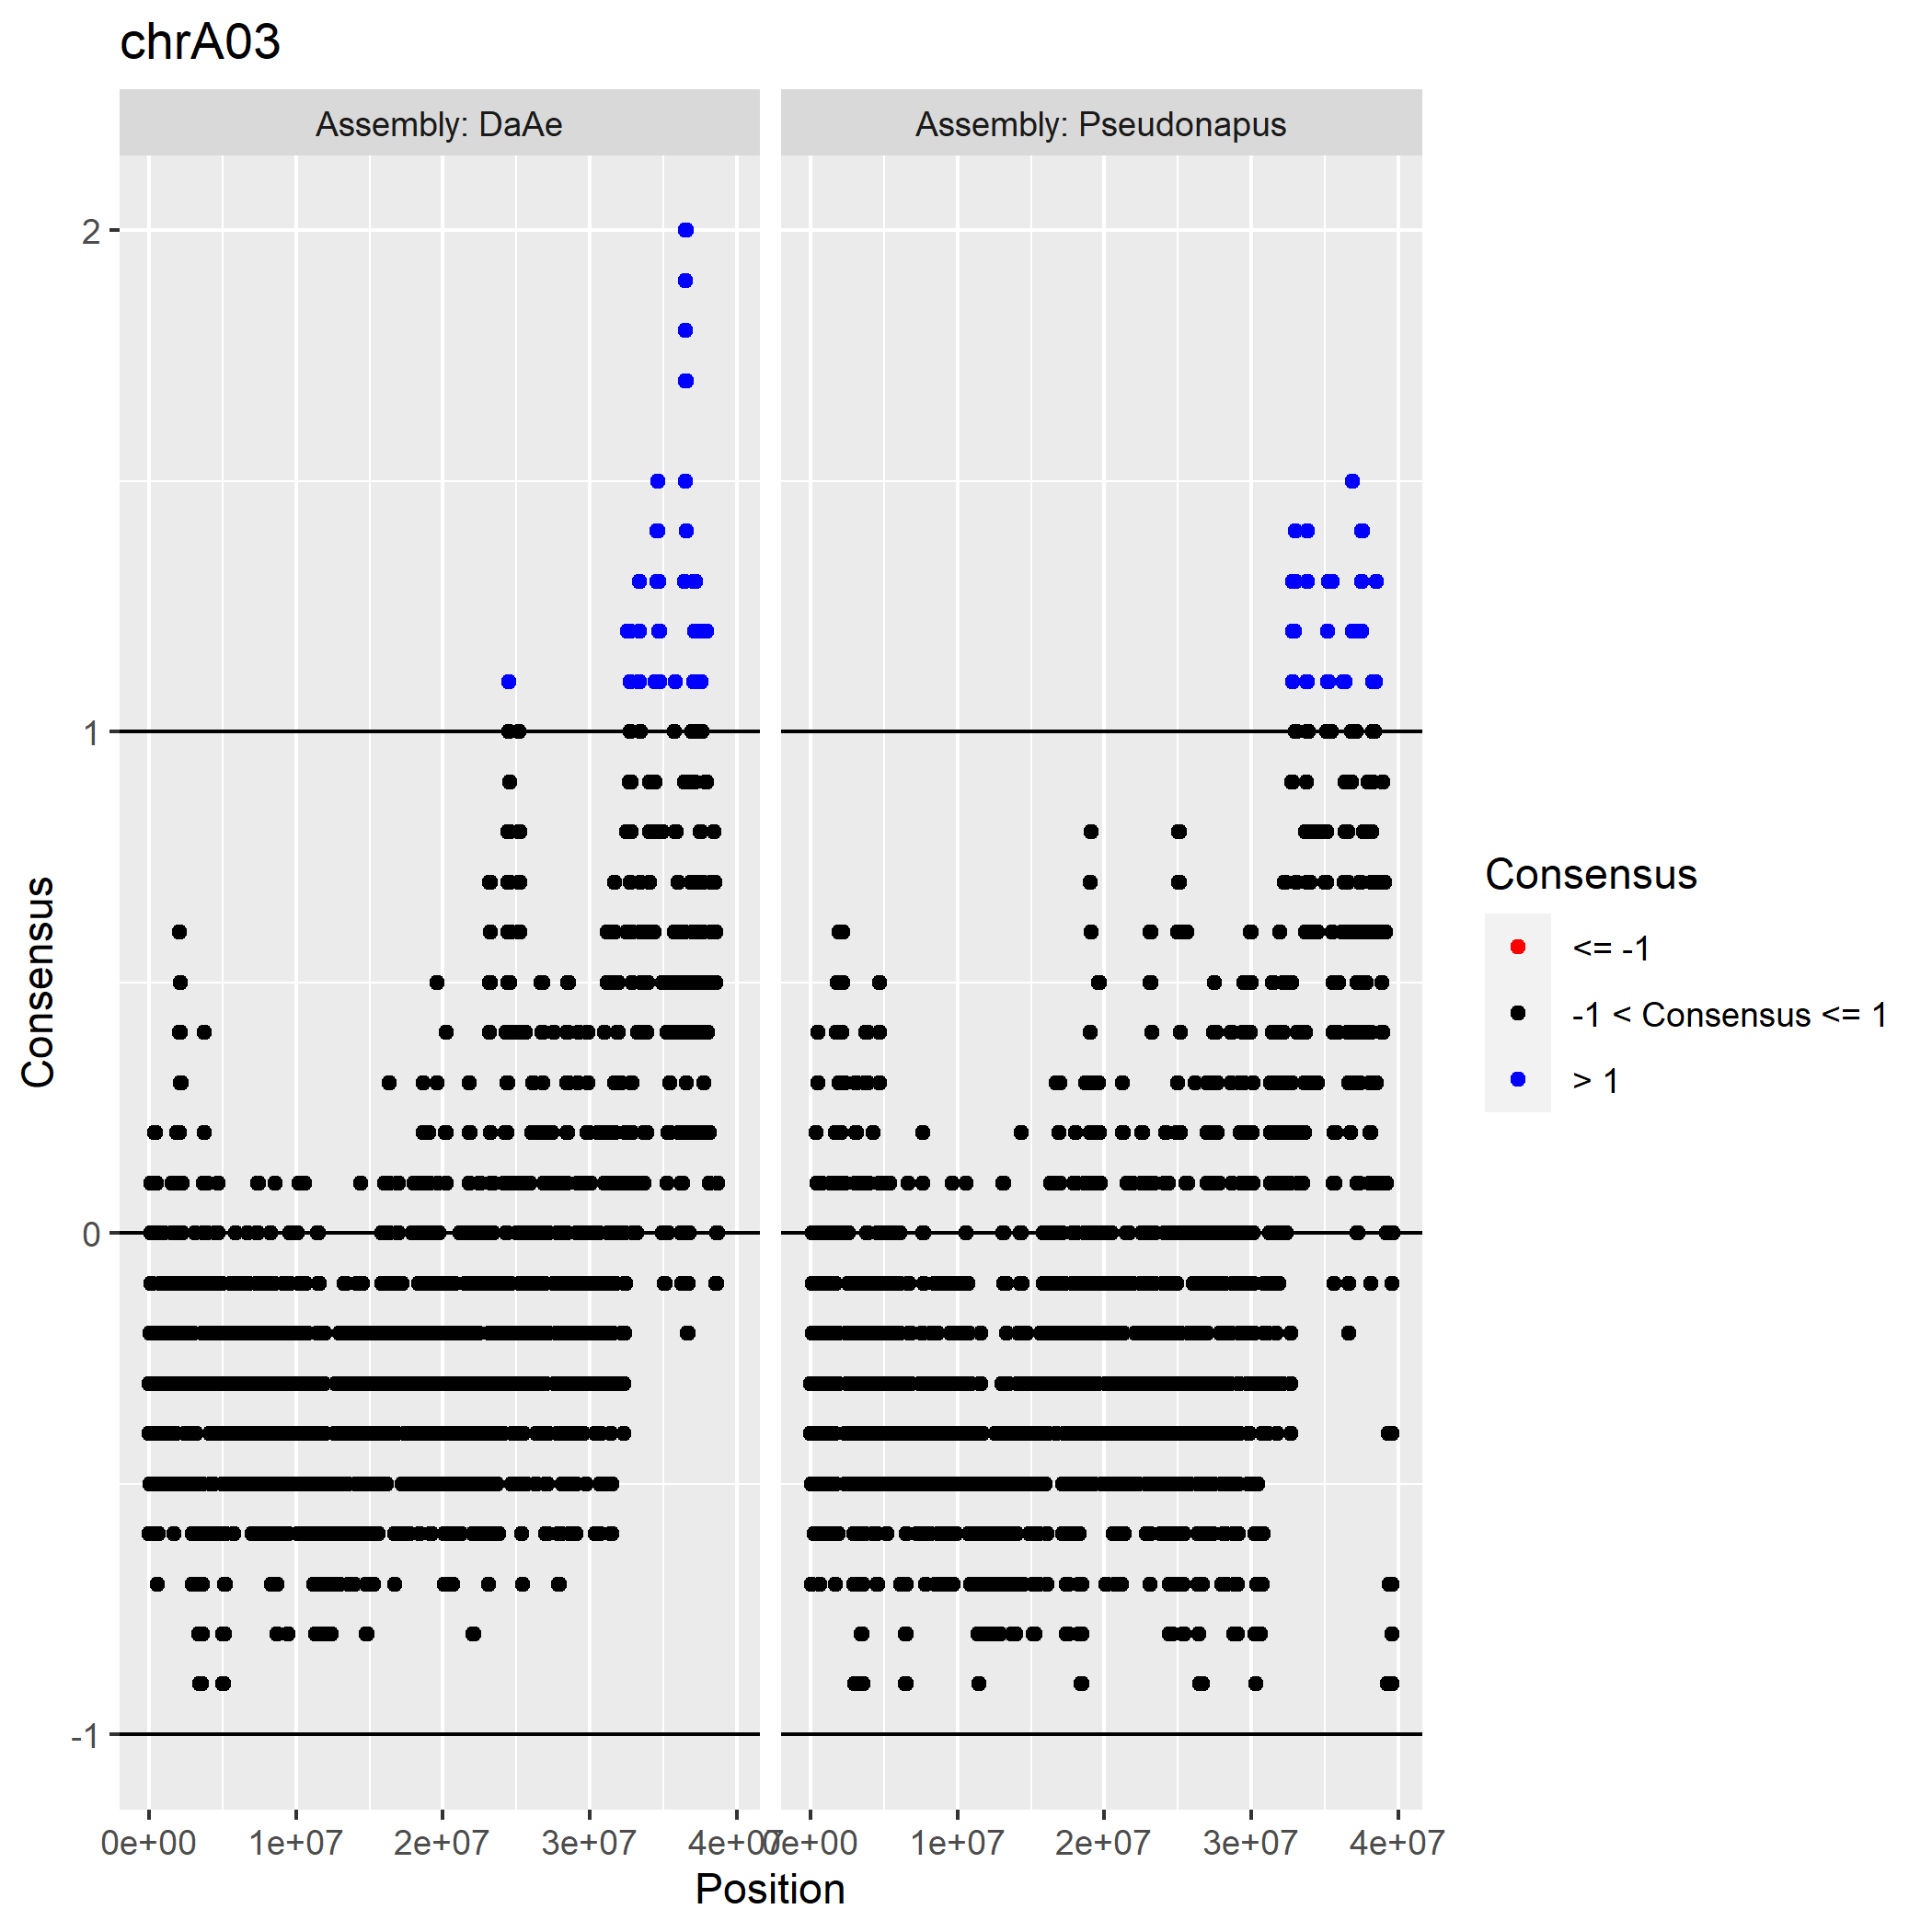 chrA03
Assembly: DaAe
Assembly: Pseudonapus
2
1
0
-1
Consensus
0e+00 1e+07 2e+07 3e+07 4e+07 0e+00 1e+07 2e+07 3e+07 4e+07
Position
Consensus
<= -1
-1 < Consensus <= 1
> 1